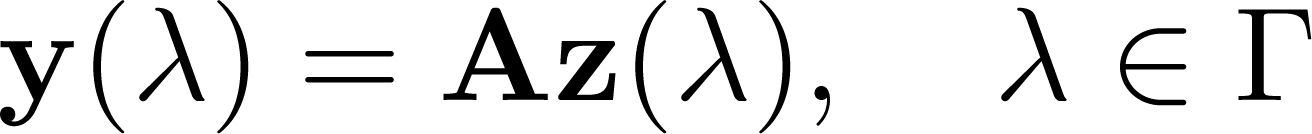 y(λ) = Az(λ), λ ∈ Γ